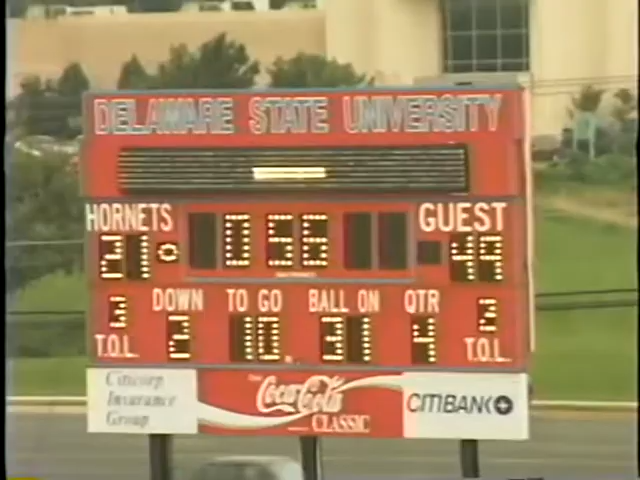 DELAWARE STATE UNIVERSITY
HORNETS GUEST
21 0 56 49
3 DOWN TO GO BALL ON QTR 2
T.O.L. 2 10 31 4 T.O.L.
Citicorp
Insurance
Group
Coca-Cola
CLASSIC
CITIBANK